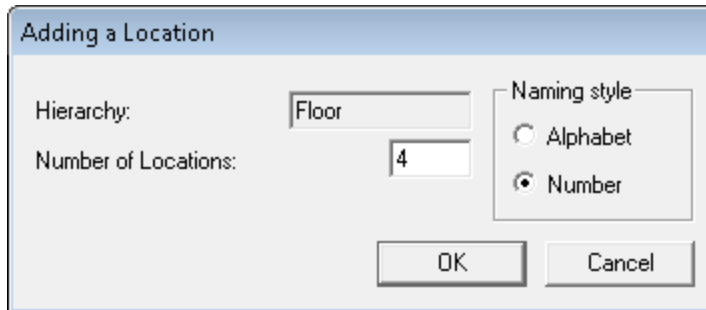 Adding a Location
Hierarchy:
Floor
Number of Locations:
4
Naming style
Alphabet
Number
OK
Cancel